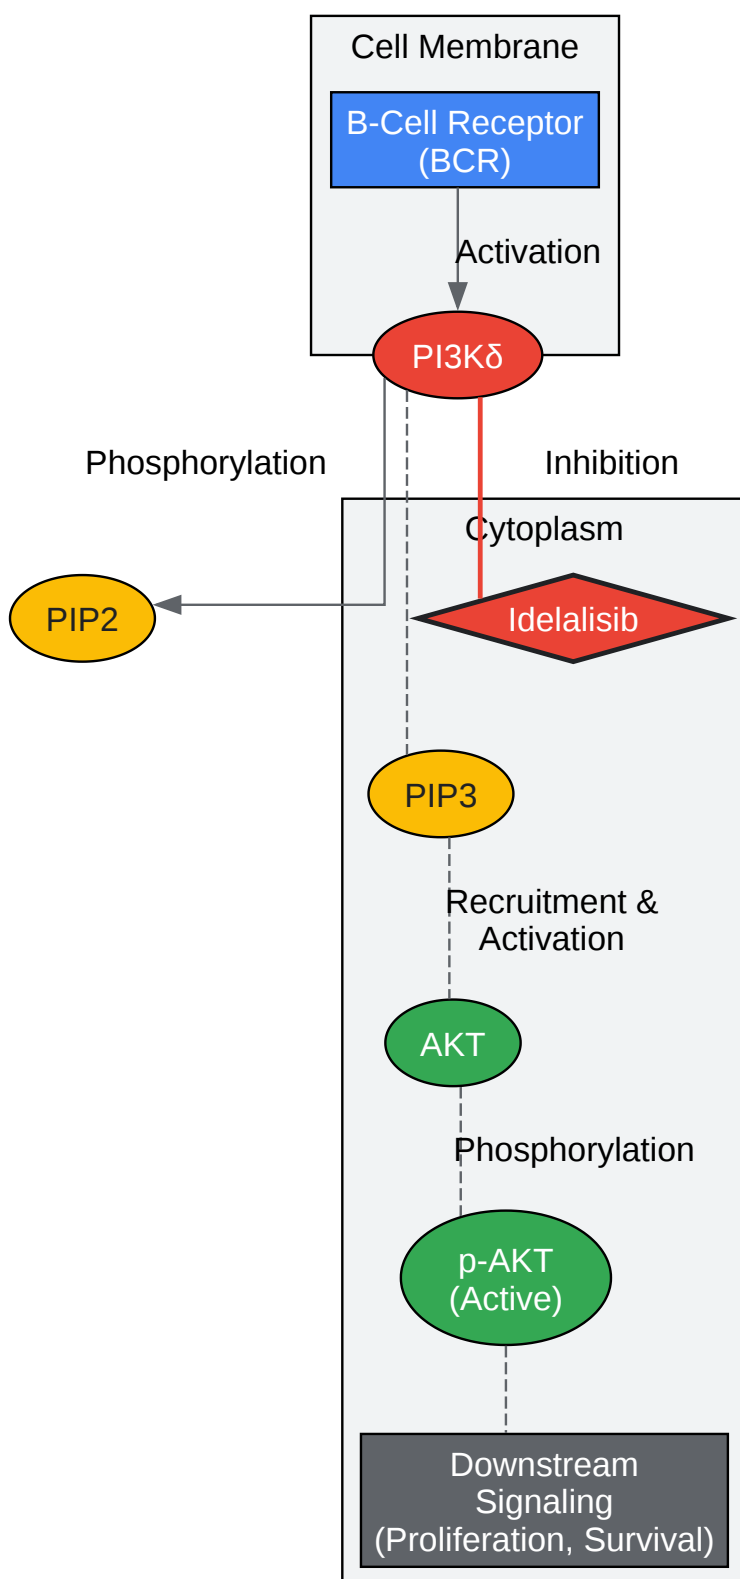 Cell Membrane
B-Cell Receptor
(BCR)
Activation
PI3Kδ
Phosphorylation
Inhibition
Cytoplasm
PIP2
Idelalisib
PIP3
Recruitment &
Activation
AKT
Phosphorylation
p-AKT
(Active)
Downstream
Signaling
(Proliferation, Survival)